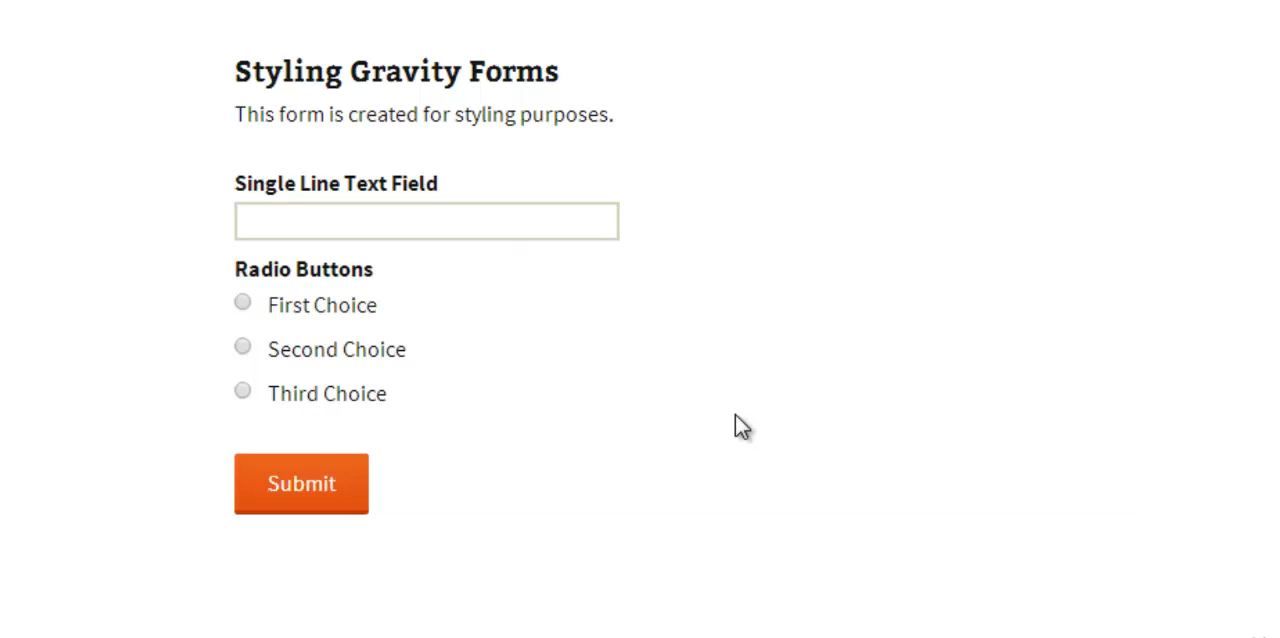 Styling Gravity Forms
This form is created for styling purposes.
Single Line Text Field
Radio Buttons
First Choice
Second Choice
Third Choice
Submit